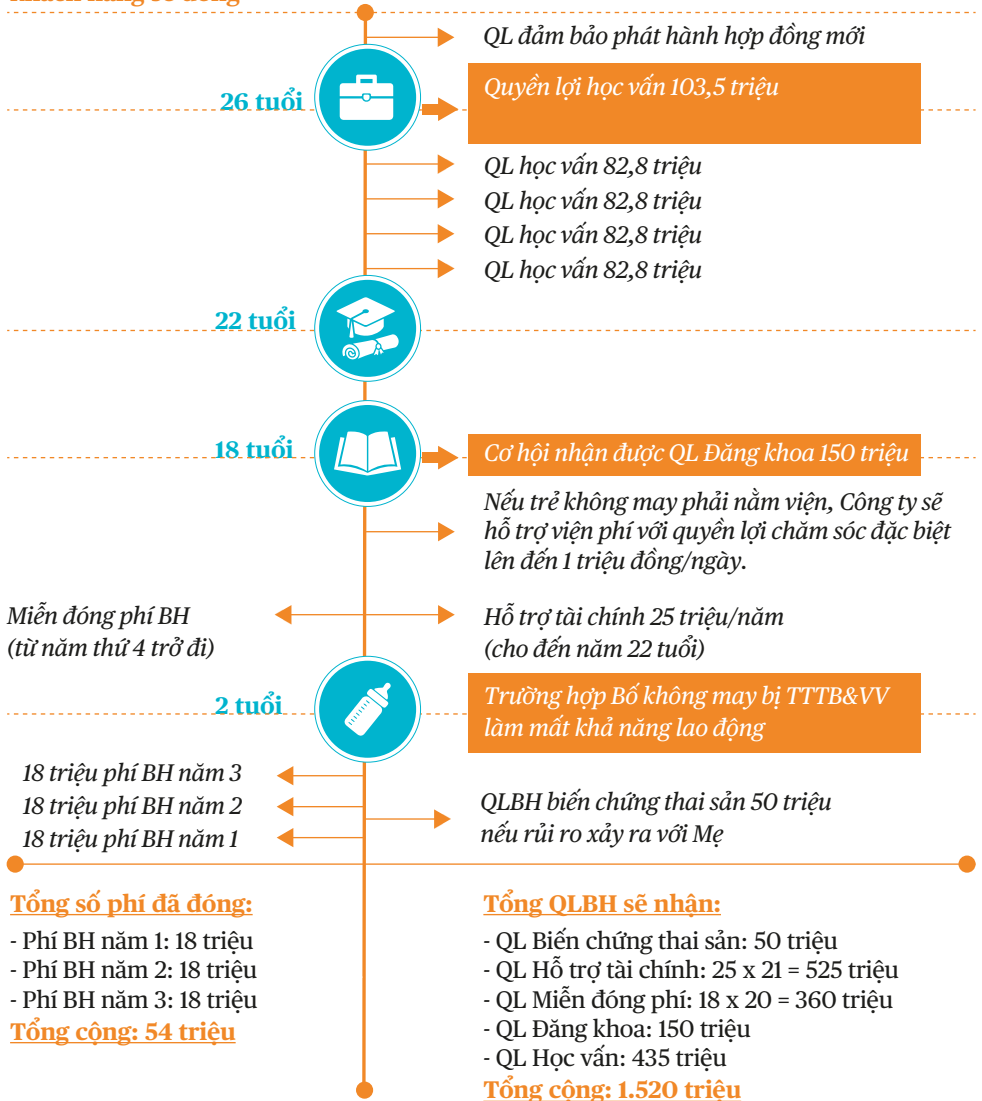 QL đảm bảo phát hành hợp đồng mới
26 tuổi
Quyền lợi học vấn 103,5 triệu
QL học vấn 82,8 triệu
QL học vấn 82,8 triệu
QL học vấn 82,8 triệu
QL học vấn 82,8 triệu
22 tuổi
18 tuổi
Cơ hội nhận được QL Đăng khoa 150 triệu
Nếu trẻ không may phải nằm viện, Công ty sẽ
hỗ trợ viện phí với quyền lợi chăm sóc đặc biệt
lên đến 1 triệu đồng/ngày.
Miễn đóng phí BH
(từ năm thứ 4 trở đi)
Hỗ trợ tài chính 25 triệu/năm
(cho đến năm 22 tuổi)
2 tuổi
Trường hợp Bố không may bị TTTB&VV
làm mất khả năng lao động
18 triệu phí BH năm 3
18 triệu phí BH năm 2
18 triệu phí BH năm 1
QLBH biến chứng thai sản 50 triệu
nếu rủi ro xảy ra với Mẹ
Tổng số phí đã đóng:
- Phí BH năm 1: 18 triệu
- Phí BH năm 2: 18 triệu
- Phí BH năm 3: 18 triệu
Tổng cộng: 54 triệu
Tổng QLBH sẽ nhận:
- QL Biến chứng thai sản: 50 triệu
- QL Hỗ trợ tài chính: 25 x 21 = 525 triệu
- QL Miễn đóng phí: 18 x 20 = 360 triệu
- QL Đăng khoa: 150 triệu
- QL Học vấn: 435 triệu
Tổng cộng: 1.520 triệu